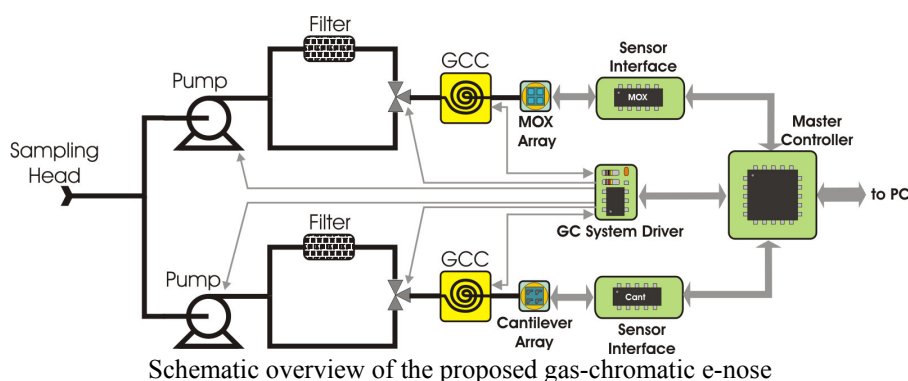 Filter
GCC
Sensor
Interface
Pump
MOX
MOX
Array
Master
Controller
Sampling
Head
to PC
GC System Driver
Filter
GCC
Pump
Cant
Cantilever
Array
Sensor
Interface
Schematic overview of the proposed gas-chromatic e-nose